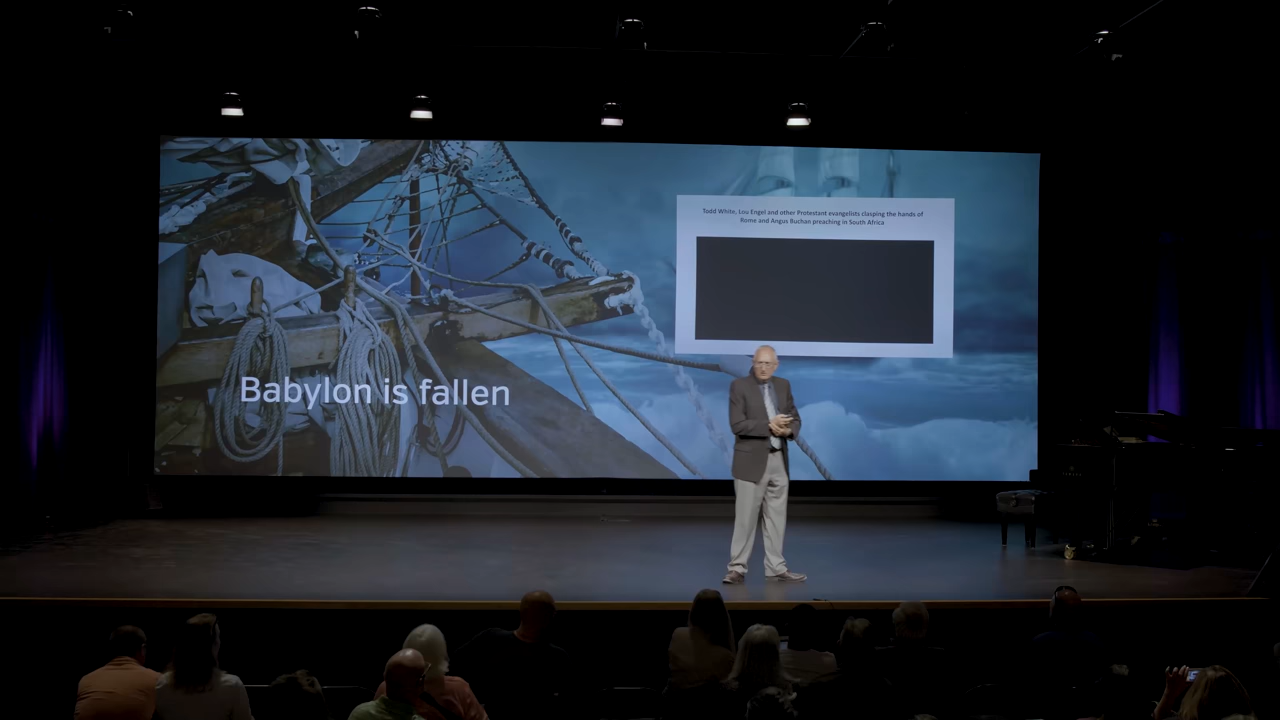 Todd White, Lou Engel and other Protestant evangelists clasping the hands of
Rome and Angus Buchan preaching in South Africa
Babylon is fallen